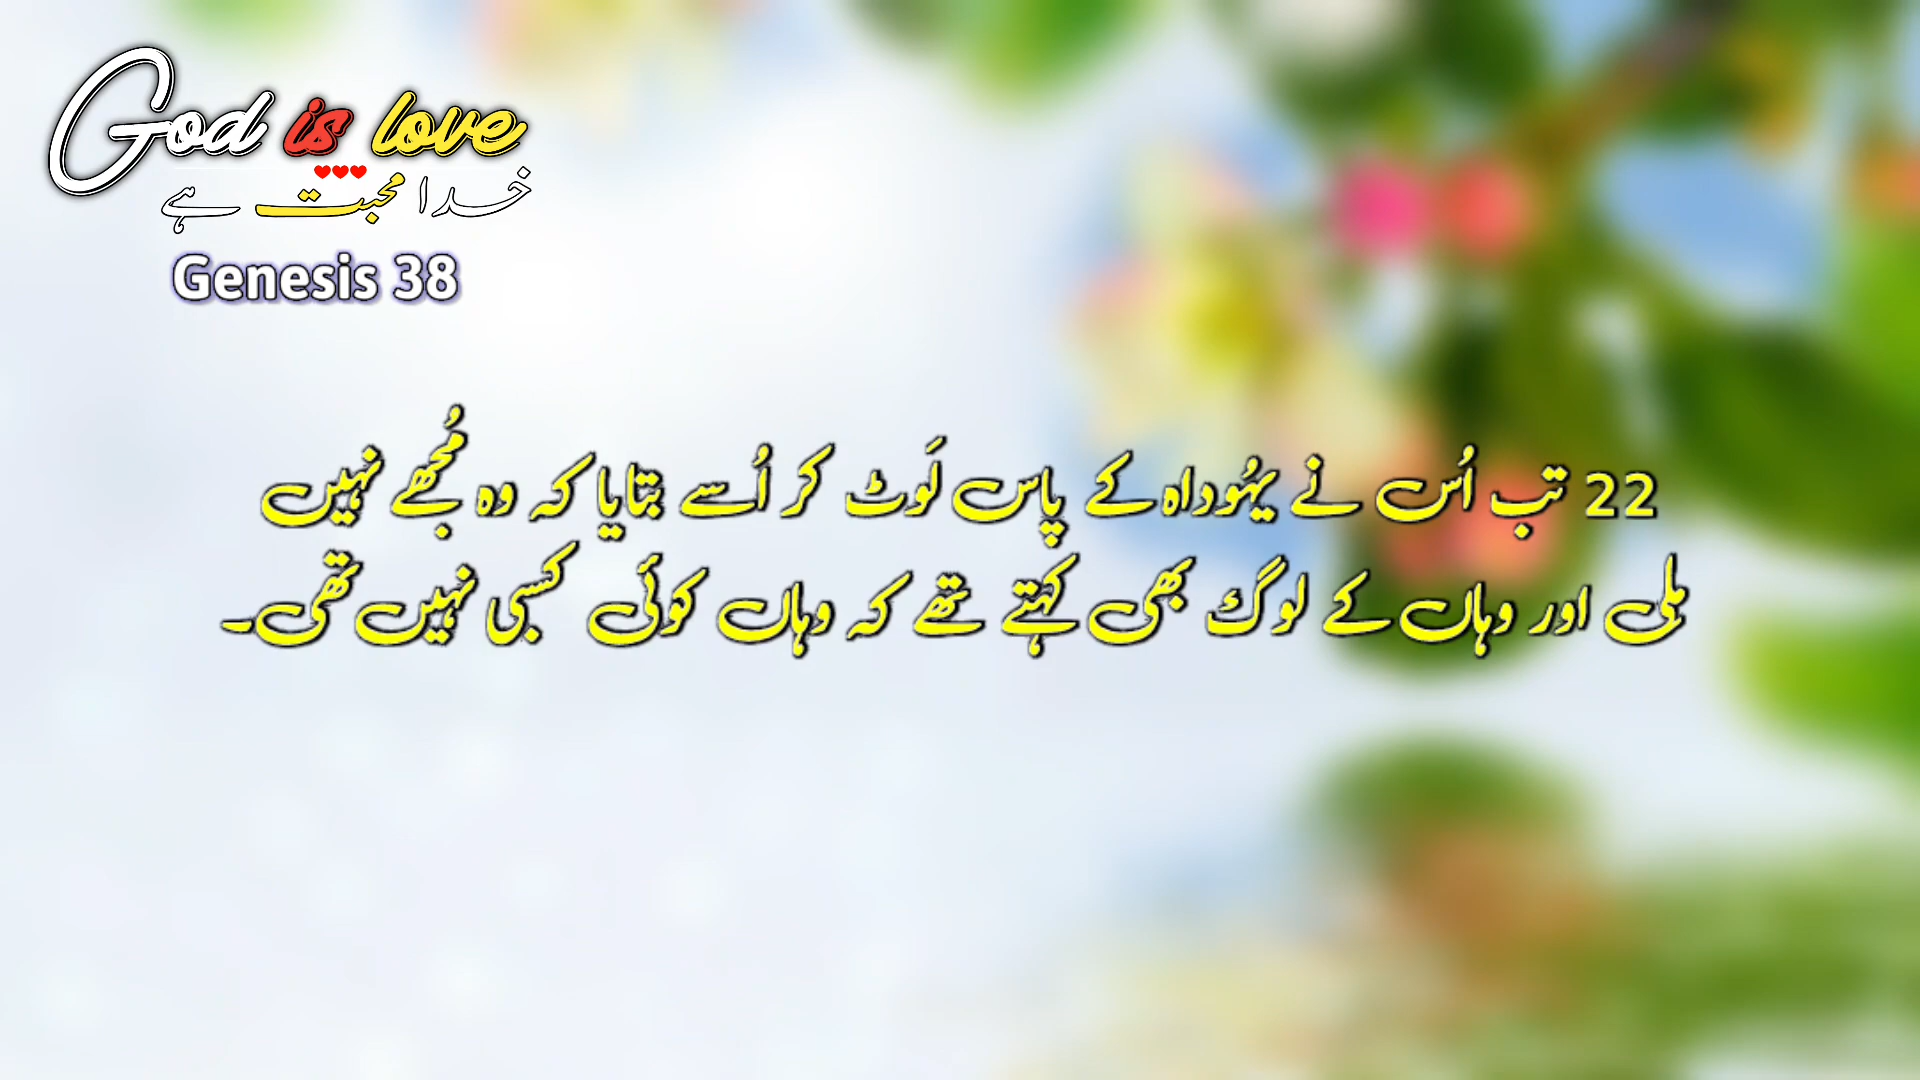 God is love
خدا محبت ہے
Genesis 38
22 تب اُس نے یہُوداہ کے پاس لَوٹ کر اُسے بتایا کہ وہ مُجھے نہیں
مِلی اور وہاں کے لوگ بھی کہتے تھے کہ وہاں کوئی کسبی نہیں تھی۔